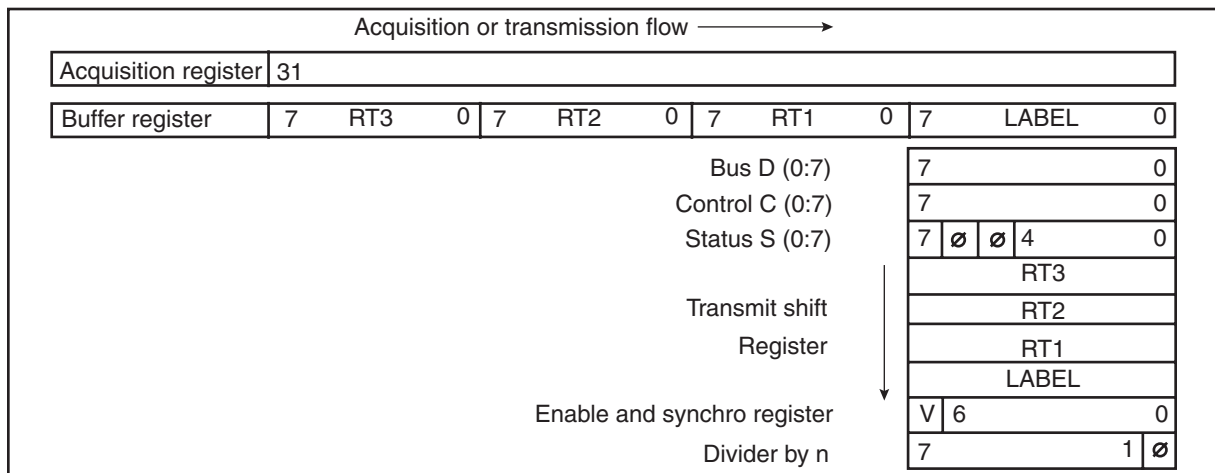 Acquisition or transmission flow
Acquisition register 31
Buffer register 7 RT3 0 7 RT2 0 7 RT1 0 7 LABEL 0
Bus D (0:7) 7 0
Control C (0:7) 7 0
Status S (0:7) 7 ø ø 4 0
RT3
Transmit shift RT2
Register RT1
LABEL
Enable and synchro register V 6 0
Divider by n 7 1 ø